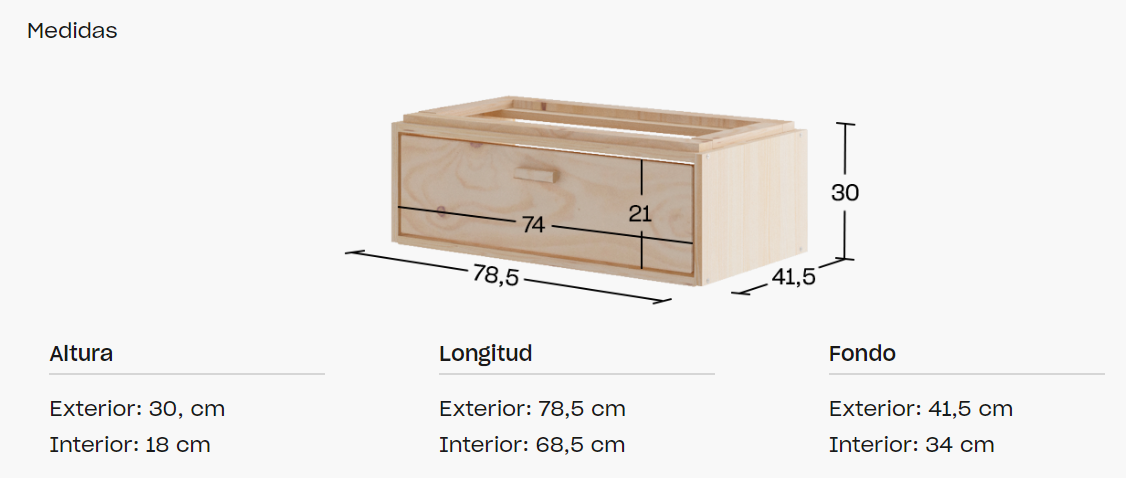 Medidas
30
21
74
78,5
41,5
Altura
Longitud
Fondo
Exterior: 30, cm
Exterior: 78,5 cm
Exterior: 41,5 cm
Interior: 18 cm
Interior: 68,5 cm
Interior: 34 cm